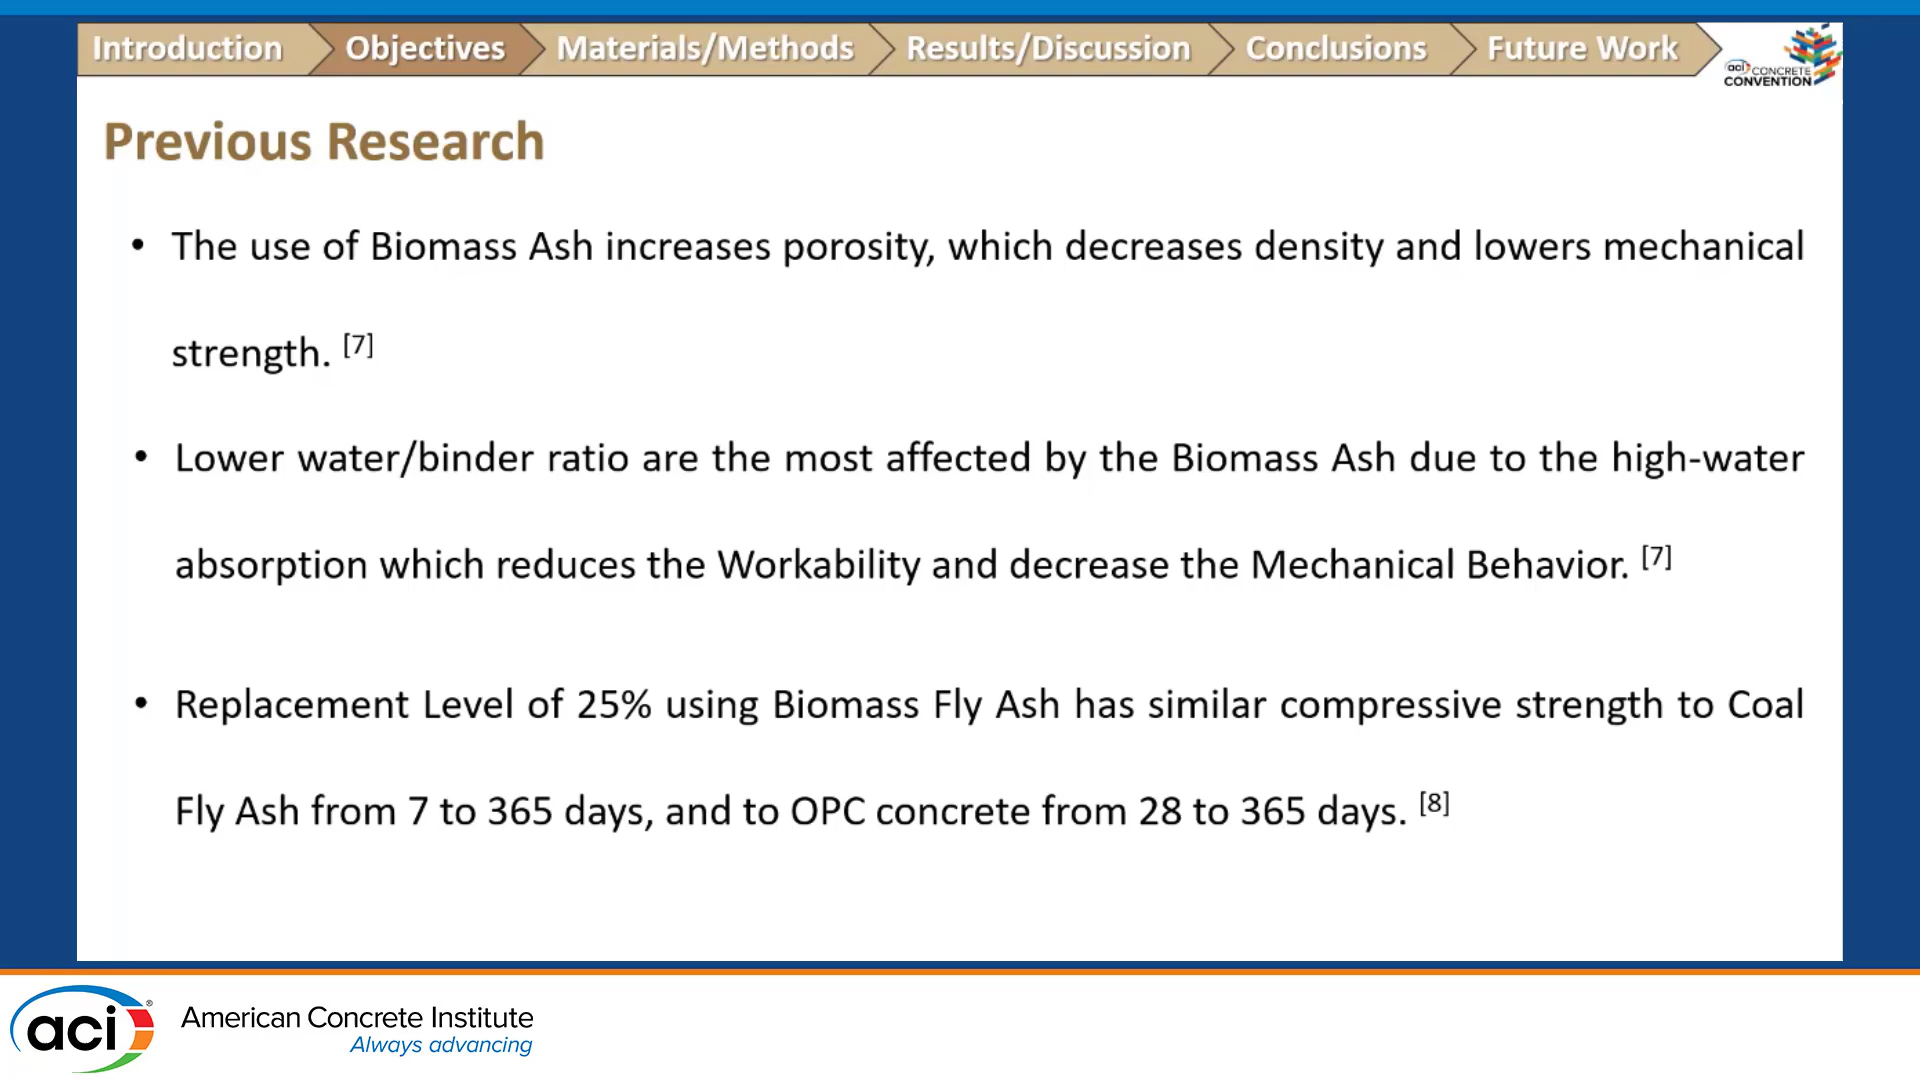 Introduction Objectives Materials/Methods Results/Discussion Conclusions Future Work
aci CONCRETE
CONVENTION
Previous Research
• The use of Biomass Ash increases porosity, which decreases density and lowers mechanical
strength. [7]
• Lower water/binder ratio are the most affected by the Biomass Ash due to the high-water
absorption which reduces the Workability and decrease the Mechanical Behavior. [7]
• Replacement Level of 25% using Biomass Fly Ash has similar compressive strength to Coal
Fly Ash from 7 to 365 days, and to OPC concrete from 28 to 365 days. [8]
aci®
American Concrete Institute
Always advancing